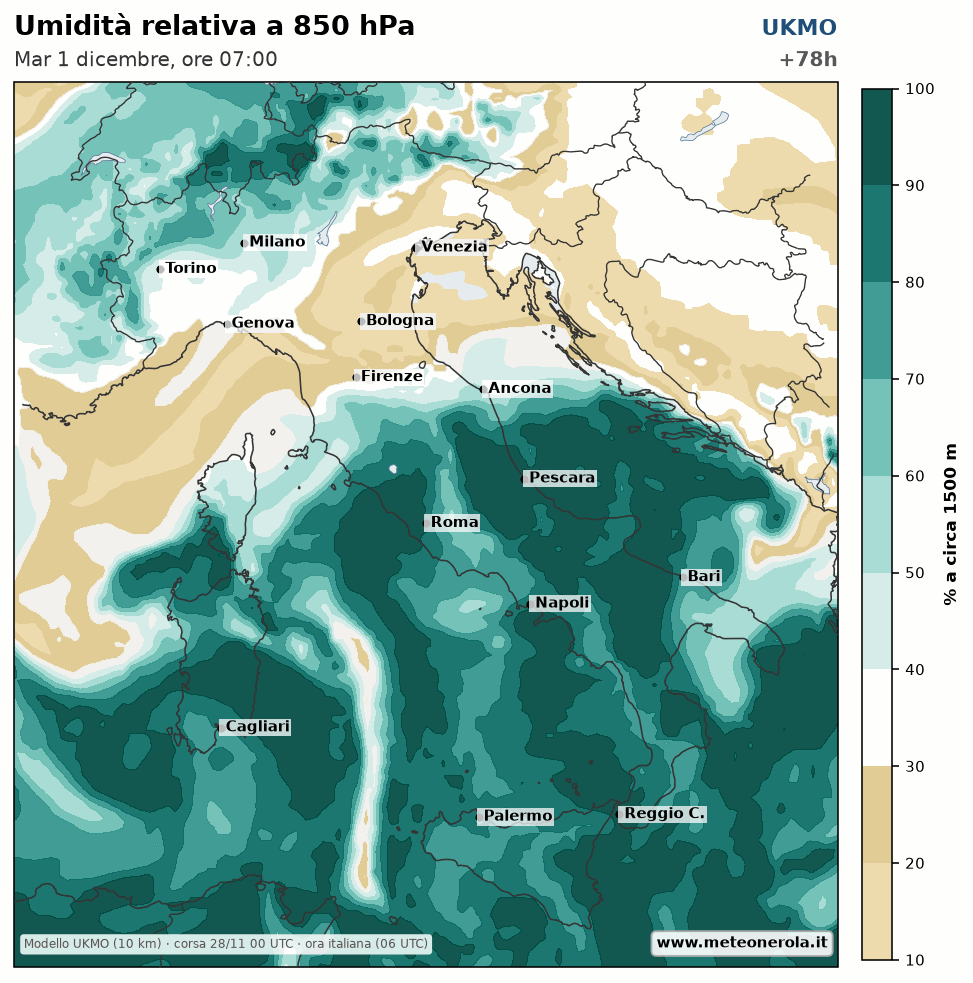 Umidità relativa a 850 hPa
UKMO
Mar 1 dicembre, ore 07:00
+78h
100
90
80
70
60
50
40
30
20
10
% a circa 1500 m
Milano
Venezia
Torino
Genova
Bologna
Firenze
Ancona
Pescara
Roma
Bari
Napoli
Cagliari
Palermo
Reggio C.
Modello UKMO (10 km) · corsa 28/11 00 UTC · ora italiana (06 UTC)
www.meteonerola.it